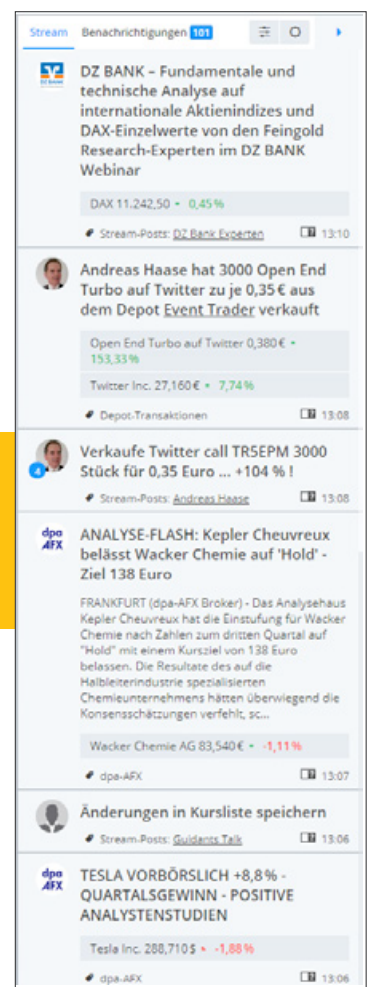 Stream Benachrichtigungen 101
DZ BANK – Fundamentale und
technische Analyse auf
internationale Aktienindizes und
DAX-Einzelwerte von den Feingold
Research-Experten im DZ BANK
Webinar
DAX 11.242,50 0,45%
Stream-Posts: DZ Bank Experten 13:10
Andreas Haase hat 3000 Open End
Turbo auf Twitter zu je 0,35 € aus
dem Depot Event Trader verkauft
Open End Turbo auf Twitter 0,380 €
153,33%
Twitter Inc. 27,160 € 7,74%
Depot-Transaktionen 13:08
4
Verkaufe Twitter call TR5EPM 3000
Stück für 0,35 Euro ... +104 % !
Stream-Posts: Andreas Haase 13:08
dpa
AFX
ANALYSE-FLASH: Kepler Cheuvreux
belässt Wacker Chemie auf 'Hold' -
Ziel 138 Euro
FRANKFURT (dpa-AFX Broker) - Das Analysehaus
Kepler Cheuvreux hat die Einstufung für Wacker
Chemie nach Zahlen zum dritten Quartal auf
"Hold" mit einem Kursziel von 138 Euro
belassen. Die Resultate des auf die
Halbleiterindustrie spezialisierten
Chemieunternehmens hätten überwiegend die
Konsensschätzungen verfehlt, sc...
Wacker Chemie AG 83,540 € -1,11%
dpa-AFX 13:07
Änderungen in Kursliste speichern
Stream-Posts: Guidants Talk 13:06
dpa
AFX
TESLA VORBÖRSLICH +8,8% -
QUARTALSGEWINN - POSITIVE
ANALYSTENSTUDIEN
Tesla Inc. 288,710 $ -1,88%
dpa-AFX 13:06